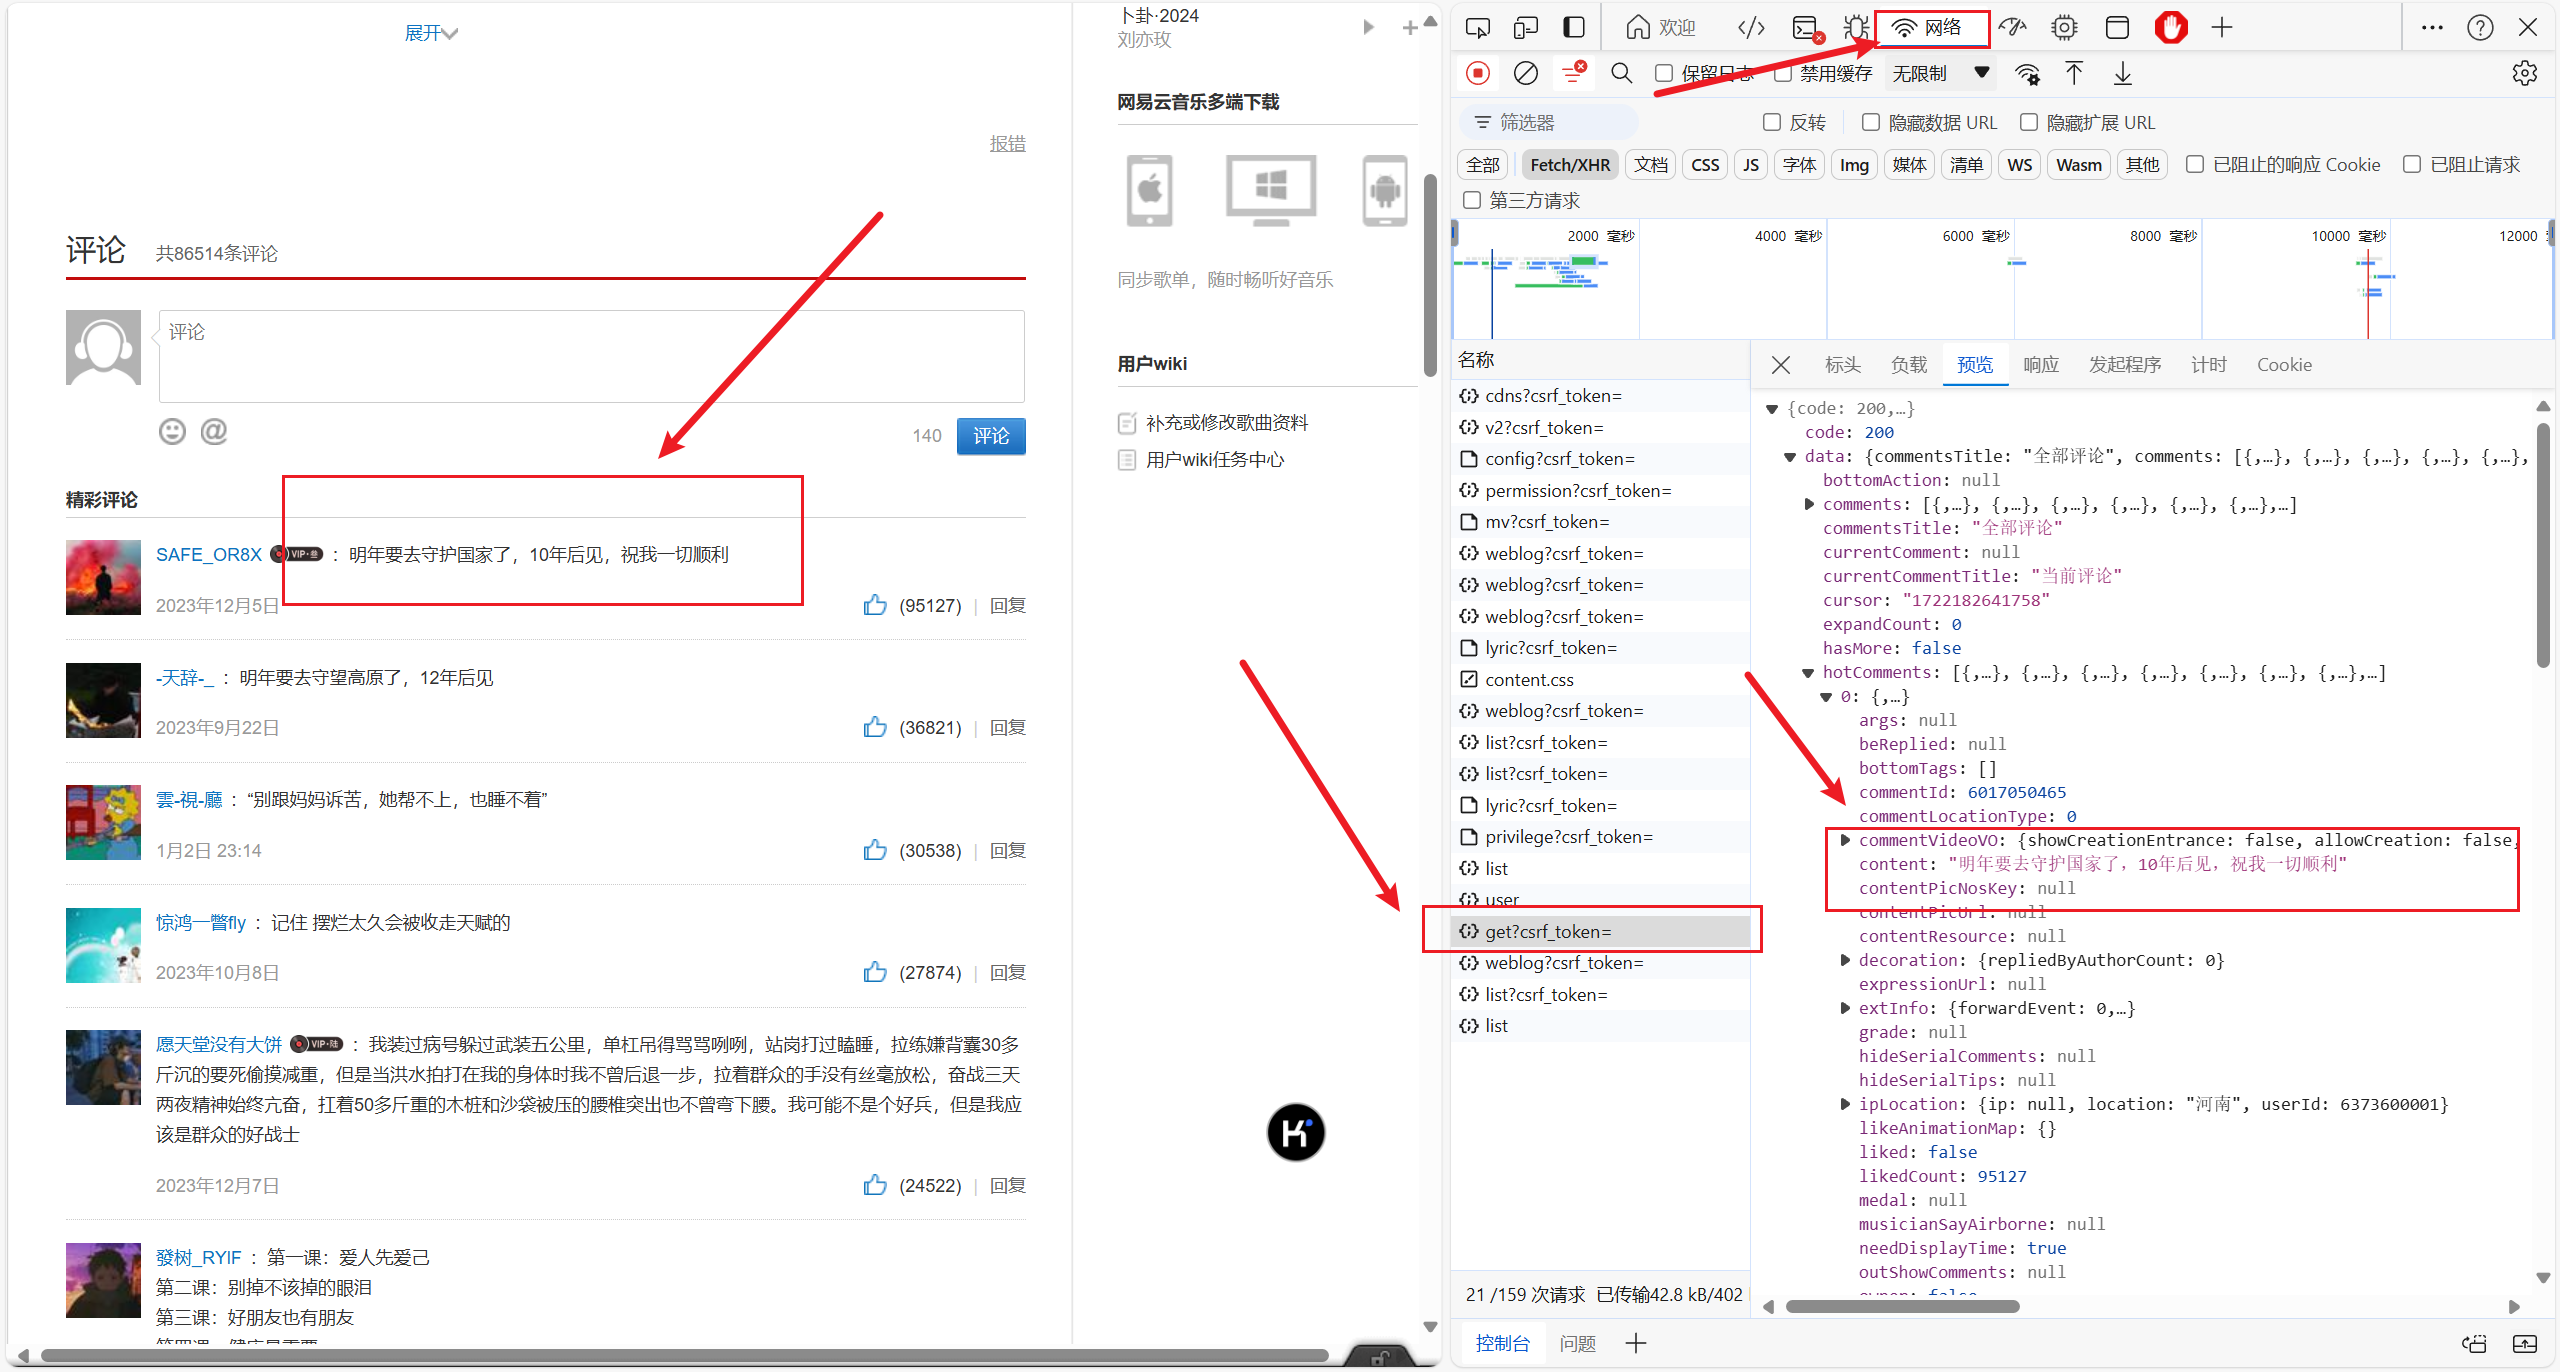 展开
报错
评论 共86514条评论
评论
140 评论
精彩评论
SAFE_OR8X VIP·叁 ：明年要去守护国家了，10年后见，祝我一切顺利
2023年12月5日 (95127) | 回复
-天辞-_ ：明年要去守望高原了，12年后见
2023年9月22日 (36821) | 回复
雲-視-廳 ：“别跟妈妈诉苦，她帮不上，也睡不着”
1月2日 23:14 (30538) | 回复
惊鸿一瞥fly ：记住 摆烂太久会被收走天赋的
2023年10月8日 (27874) | 回复
愿天堂没有大饼 VIP·陆 ：我装过病号躲过武装五公里，单杠吊得骂骂咧咧，站岗打过瞌睡，拉练嫌背囊30多
斤沉的要死偷摸减重，但是当洪水拍打在我的身体时我不曾后退一步，拉着群众的手没有丝毫放松，奋战三天
两夜精神始终亢奋，扛着50多斤重的木桩和沙袋被压的腰椎突出也不曾弯下腰。我可能不是个好兵，但是我应
该是群众的好战士
2023年12月7日 (24522) | 回复
發树_RYIF ：第一课：爱人先爱己
第二课：别掉不该掉的眼泪
第三课：好朋友也有朋友
卜卦·2024
刘亦玫
网易云音乐多端下载
同步歌单，随时畅听好音乐
用户wiki
补充或修改歌曲资料
用户wiki任务中心
欢迎 网络
保留日志 禁用缓存 无限制
筛选器 反转 隐藏数据 URL 隐藏扩展 URL
全部 Fetch/XHR 文档 CSS JS 字体 Img 媒体 清单 WS Wasm 其他 已阻止的响应 Cookie 已阻止请求
第三方请求
2000 毫秒 4000 毫秒 6000 毫秒 8000 毫秒 10000 毫秒 12000
名称
cdns?csrf_token=
v2?csrf_token=
config?csrf_token=
permission?csrf_token=
mv?csrf_token=
weblog?csrf_token=
weblog?csrf_token=
weblog?csrf_token=
lyric?csrf_token=
content.css
weblog?csrf_token=
list?csrf_token=
list?csrf_token=
lyric?csrf_token=
privilege?csrf_token=
list
user
get?csrf_token=
weblog?csrf_token=
list?csrf_token=
list
21 /159 次请求 已传输42.8 kB/402
标头 负载 预览 响应 发起程序 计时 Cookie
{code: 200,…}
code: 200
data: {commentsTitle: "全部评论", comments: [{,…}, {,…}, {,…}, {,…}, {,…},
bottomAction: null
comments: [{,…}, {,…}, {,…}, {,…}, {,…}, {,…},…]
commentsTitle: "全部评论"
currentComment: null
currentCommentTitle: "当前评论"
cursor: "1722182641758"
expandCount: 0
hasMore: false
hotComments: [{,…}, {,…}, {,…}, {,…}, {,…}, {,…}, {,…},…]
0: {,…}
args: null
beReplied: null
bottomTags: []
commentId: 6017050465
commentLocationType: 0
commentVideoVO: {showCreationEntrance: false, allowCreation: false,
content: "明年要去守护国家了，10年后见，祝我一切顺利"
contentPicNosKey: null
contentPicUrl: null
contentResource: null
decoration: {repliedByAuthorCount: 0}
expressionUrl: null
extInfo: {forwardEvent: 0,…}
grade: null
hideSerialComments: null
hideSerialTips: null
ipLocation: {ip: null, location: "河南", userId: 6373600001}
likeAnimationMap: {}
liked: false
likedCount: 95127
medal: null
musicianSayAirborne: null
needDisplayTime: true
outShowComments: null
控制台 问题